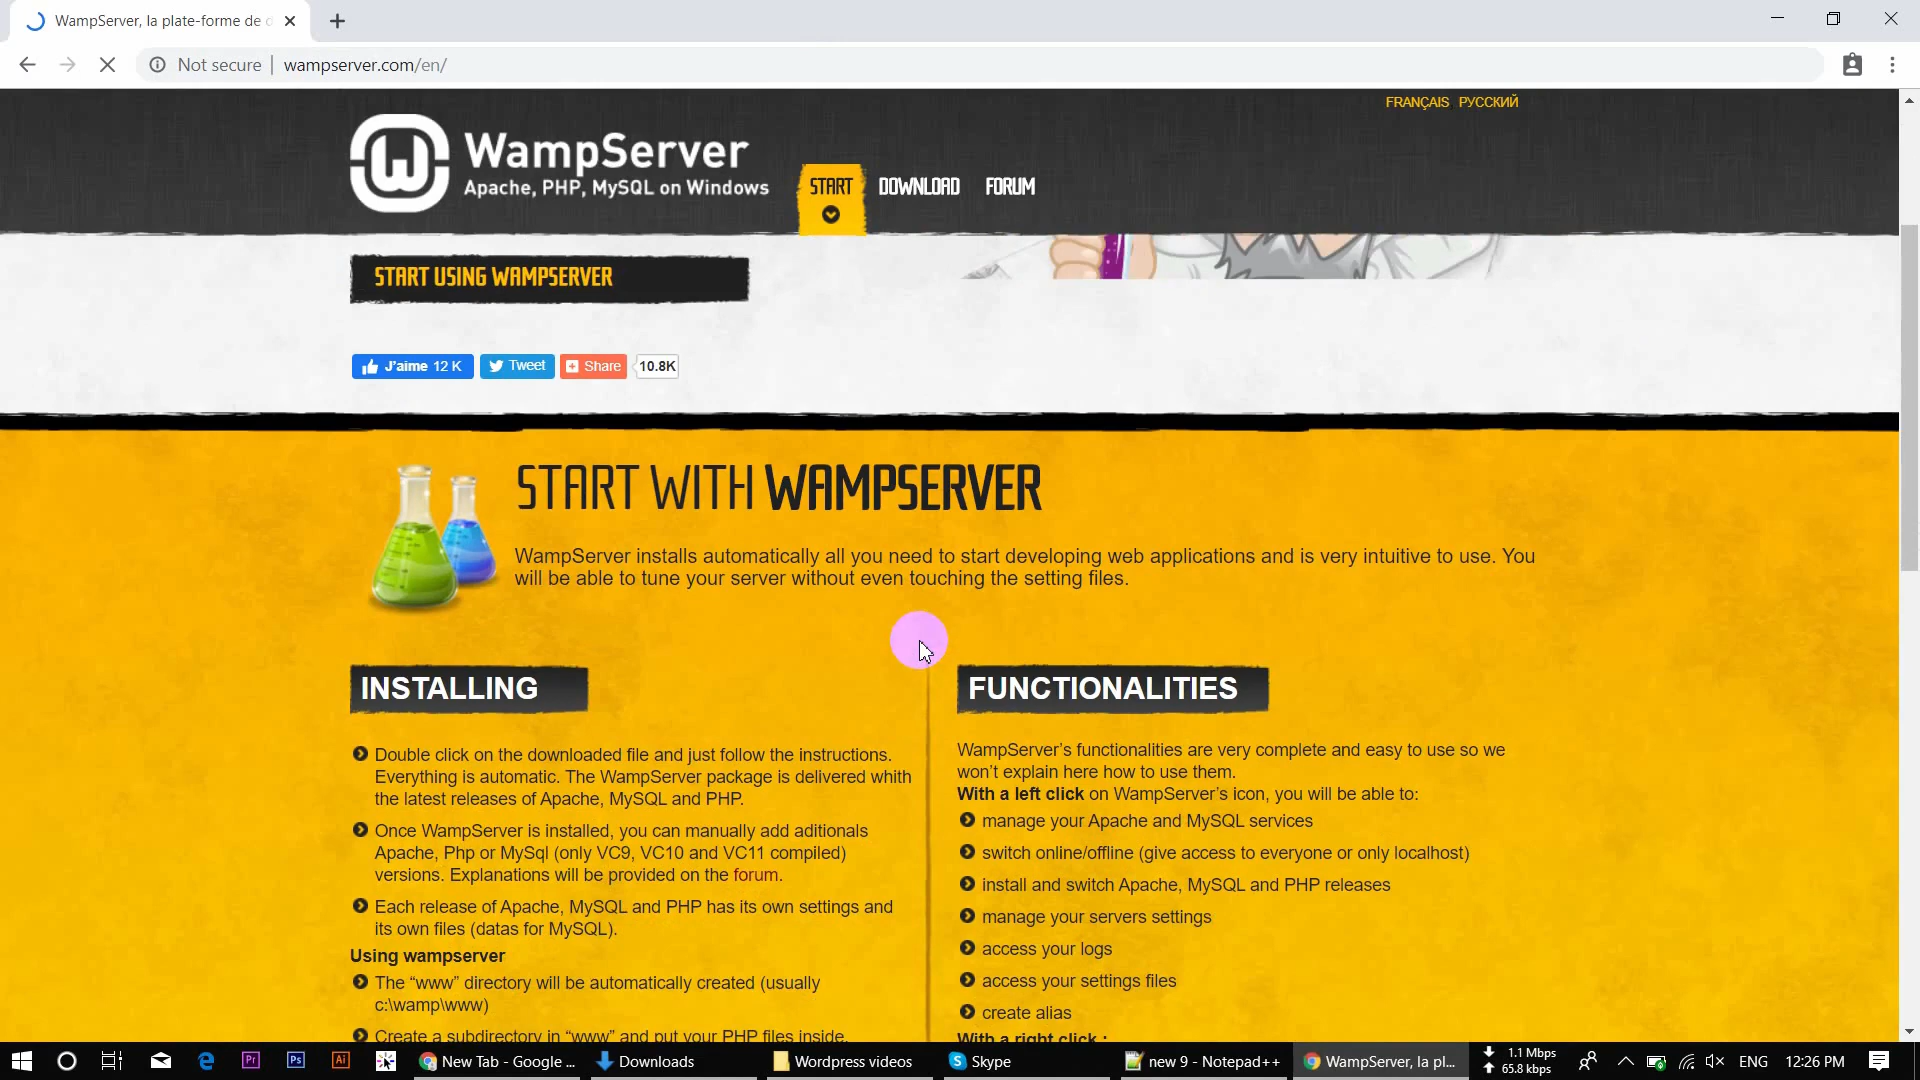 WampServer, la plate-forme de d
Not secure | wampserver.com/en/
FRANÇAIS РУССКИЙ
WampServer
Apache, PHP, MySQL on Windows
START DOWNLOAD FORUM
START USING WAMPSERVER
J'aime 12 K Tweet Share 10.8K
START WITH WAMPSERVER
WampServer installs automatically all you need to start developing web applications and is very intuitive to use. You
will be able to tune your server without even touching the setting files.
INSTALLING
Double click on the downloaded file and just follow the instructions.
Everything is automatic. The WampServer package is delivered whith
the latest releases of Apache, MySQL and PHP.
Once WampServer is installed, you can manually add aditionals
Apache, Php or MySql (only VC9, VC10 and VC11 compiled)
versions. Explanations will be provided on the forum.
Each release of Apache, MySQL and PHP has its own settings and
its own files (datas for MySQL).
Using wampserver
The “www” directory will be automatically created (usually
c:\wamp\www)
Create a subdirectory in “www” and put your PHP files inside.
FUNCTIONALITIES
WampServer’s functionalities are very complete and easy to use so we
won’t explain here how to use them.
With a left click on WampServer’s icon, you will be able to:
manage your Apache and MySQL services
switch online/offline (give access to everyone or only localhost)
install and switch Apache, MySQL and PHP releases
manage your servers settings
access your logs
access your settings files
create alias
With a right click :
Pr Ps Ai New Tab - Google ... Downloads Wordpress videos Skype new 9 - Notepad++ WampServer, la pl... 1.1 Mbps ENG 12:26 PM
65.8 kbps